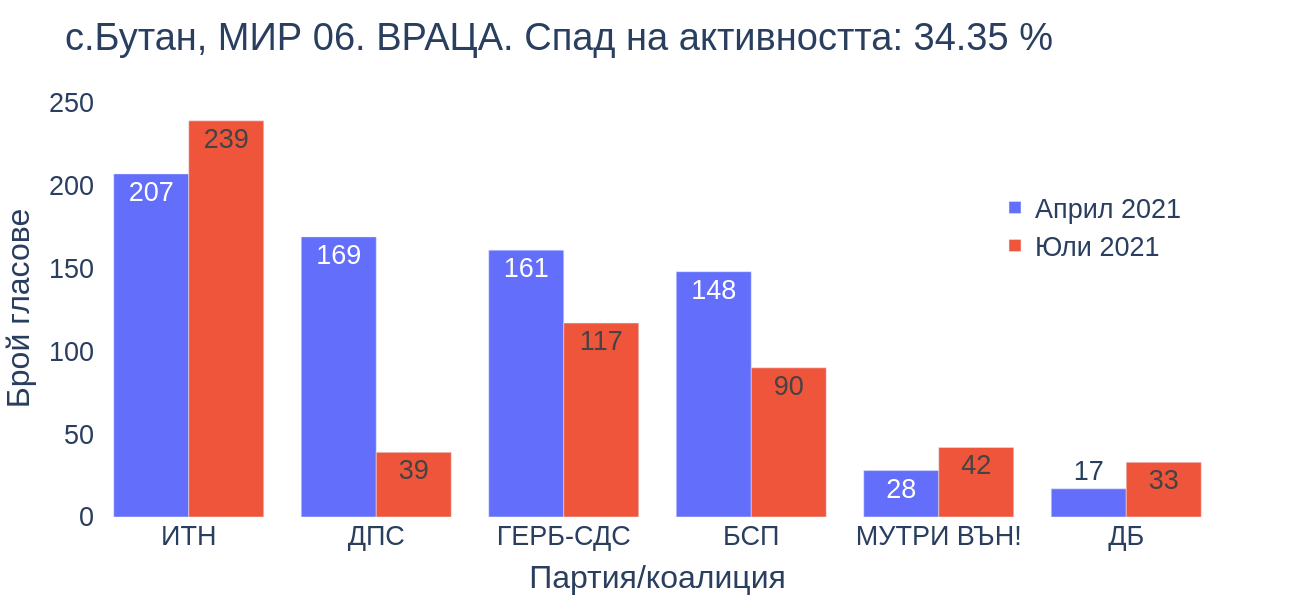 с.Бутан, МИР 06. ВРАЦА. Спад на активността: 34.35 %
Брой гласове
250
200
150
100
50
0
207
239
169
39
161
117
148
90
28
42
17
33
Април 2021
Юли 2021
ИТН
ДПС
ГЕРБ-СДС
БСП
МУТРИ ВЪН!
ДБ
Партия/коалиция